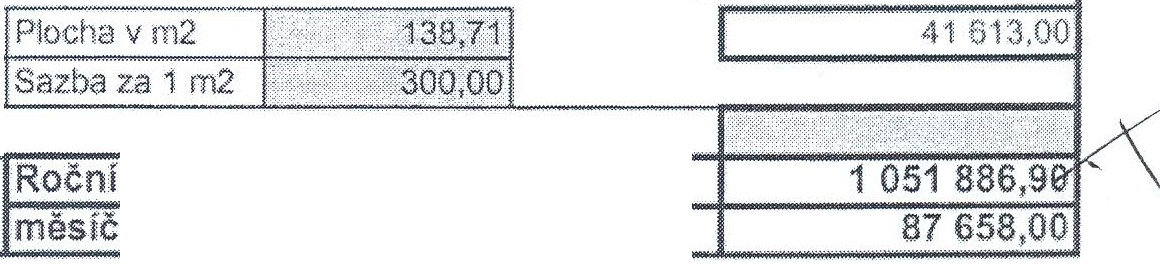 Plocha v m2 138,71 41 613,00
Sazba za 1 m2 300,00
Roční 1 051 886,90
měsíč 87 658,00